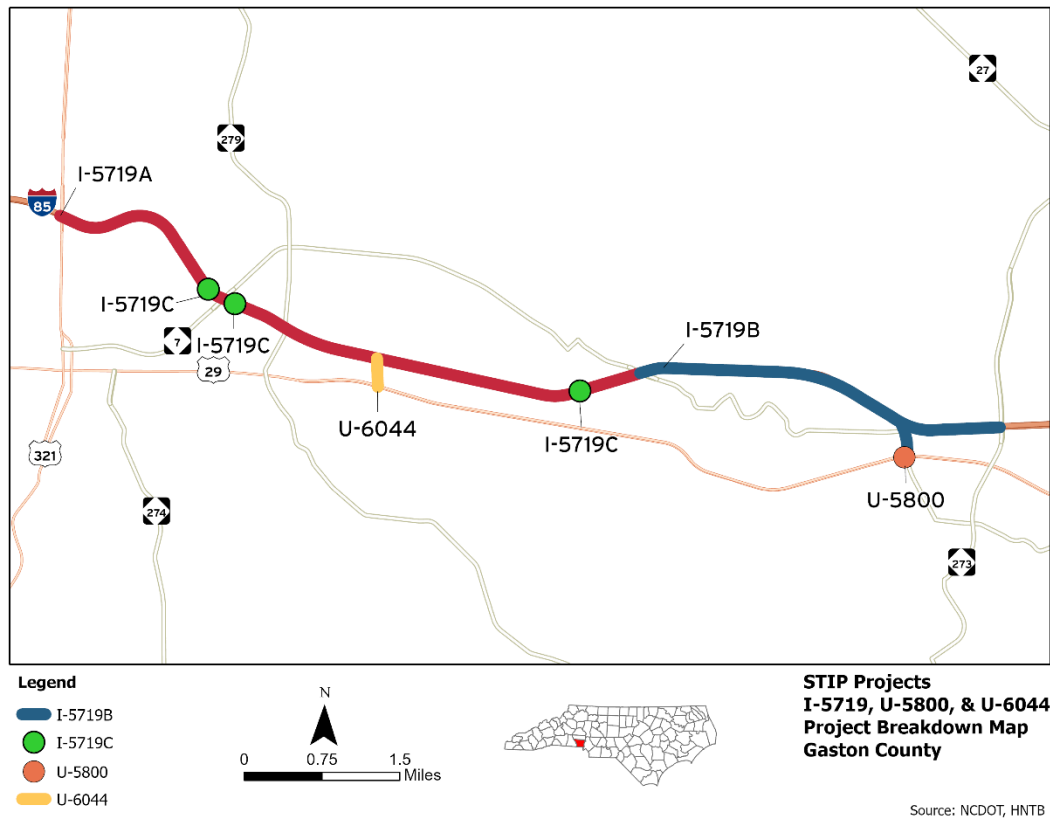 27
279
I-5719A
85
I-5719C
7
I-5719C
29
I-5719B
U-6044
I-5719C
321
U-5800
274
273
Legend
I-5719B
I-5719C
U-5800
U-6044
N
0 0.75 1.5
Miles
STIP Projects
I-5719, U-5800, & U-6044
Project Breakdown Map
Gaston County
Source: NCDOT, HNTB